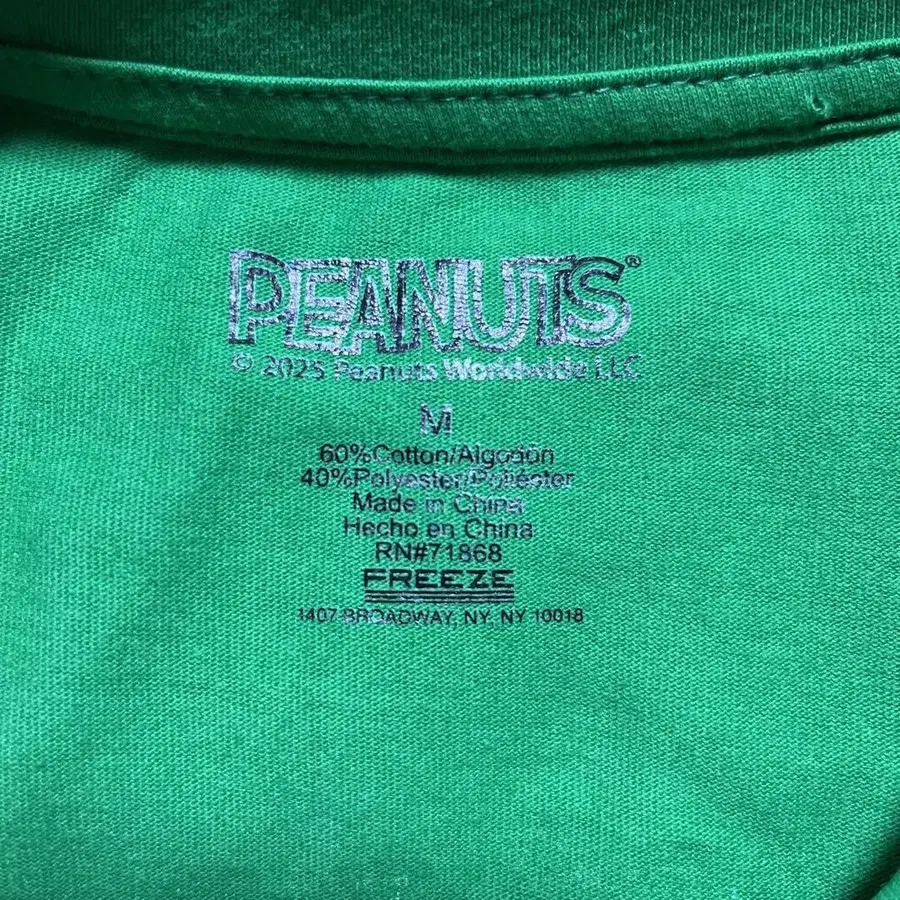 PEANUTS®
© 2025 Peanuts Worldwide LLC
M
60%Cotton/Algodón
40%Polyester/Poliéster
Made in China
Hecho en China
RN#71868
FREEZE
1407 BROADWAY, NY, NY 10018